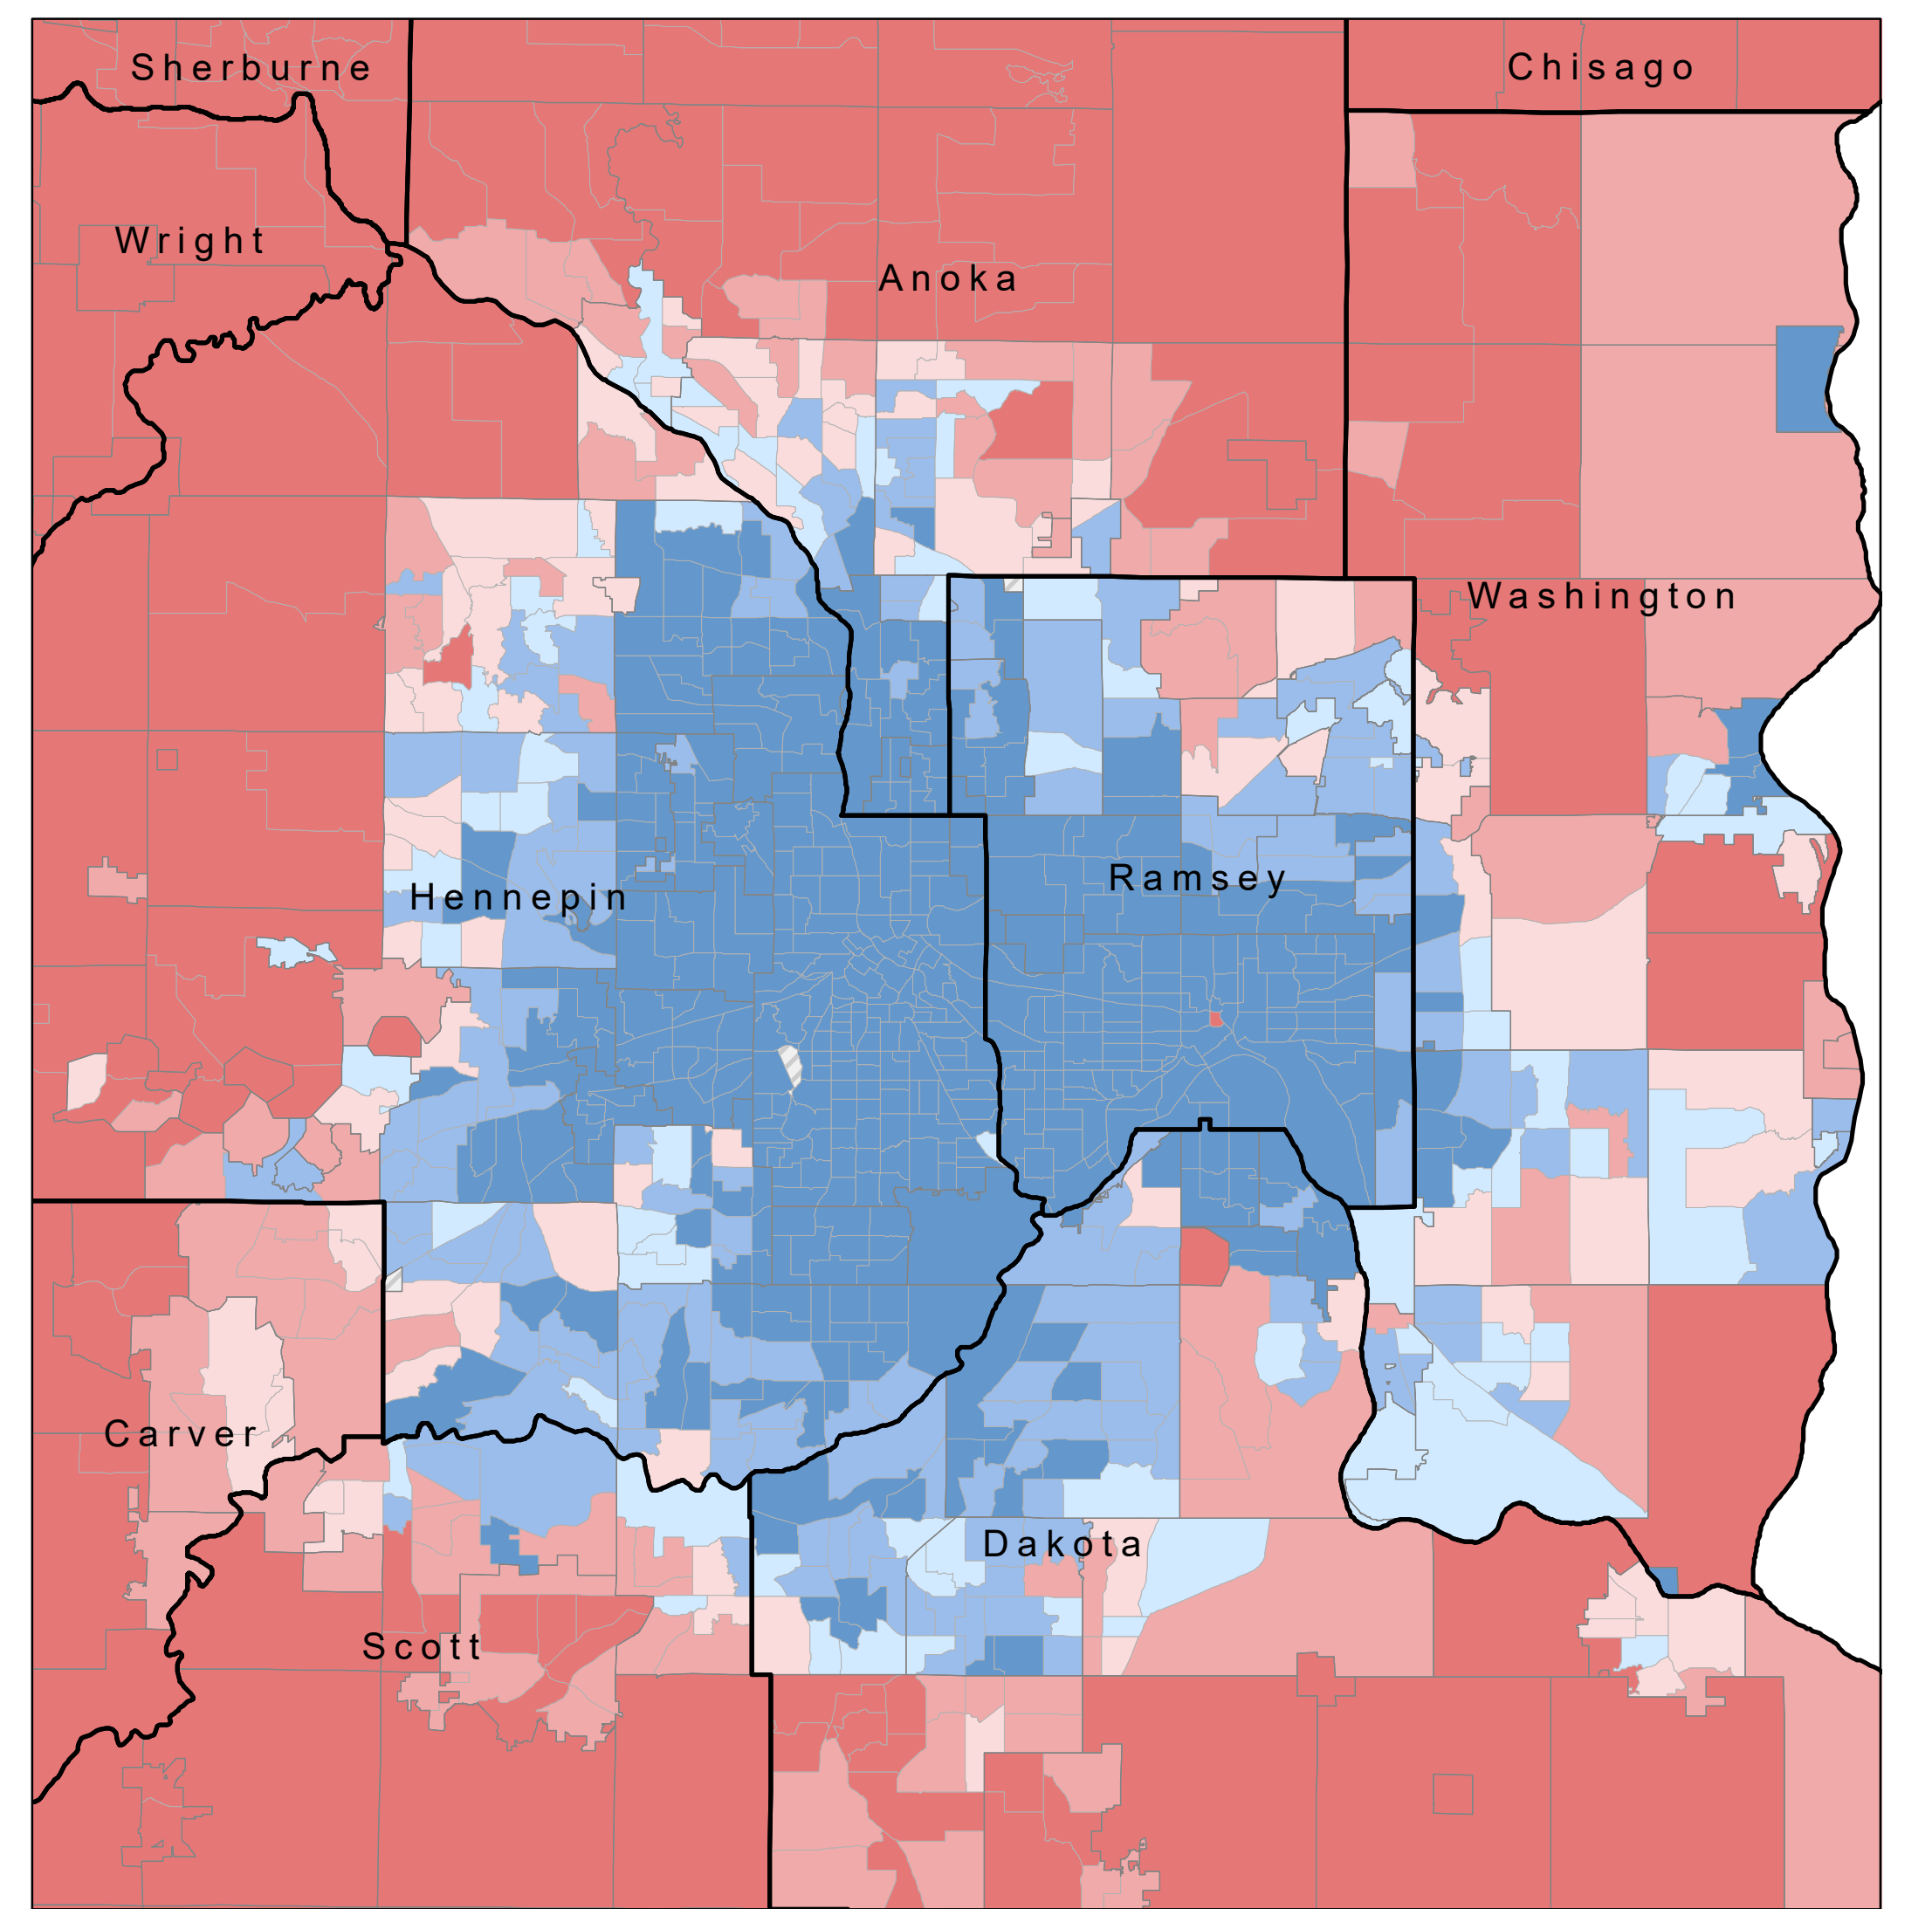 Sherburne
Chisago
Wright
Anoka
Washington
Ramsey
Hennepin
Carver
Dakota
Scott